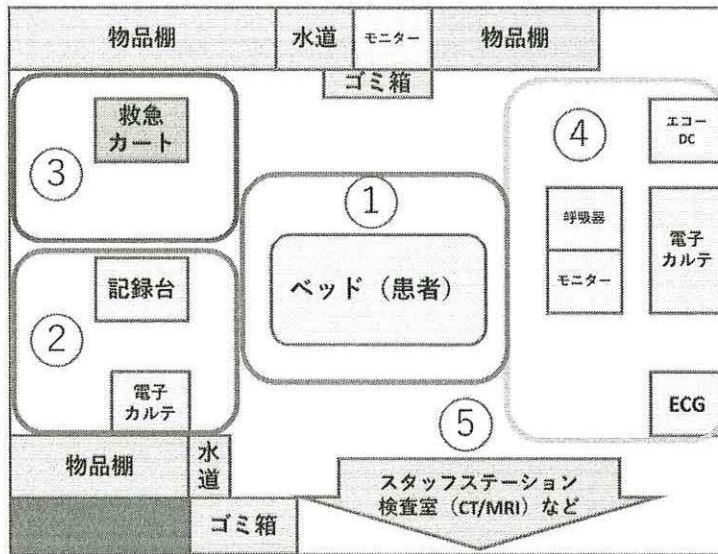 物品棚
水道
モニター
物品棚
ゴミ箱
救急
カート
③
①
④
エコー
DC
呼吸器
モニター
電子
カルテ
ベッド（患者）
記録台
②
電子
カルテ
⑤
ECG
物品棚
水
道
ゴミ箱
スタッフステーション
検査室（CT/MRI）など